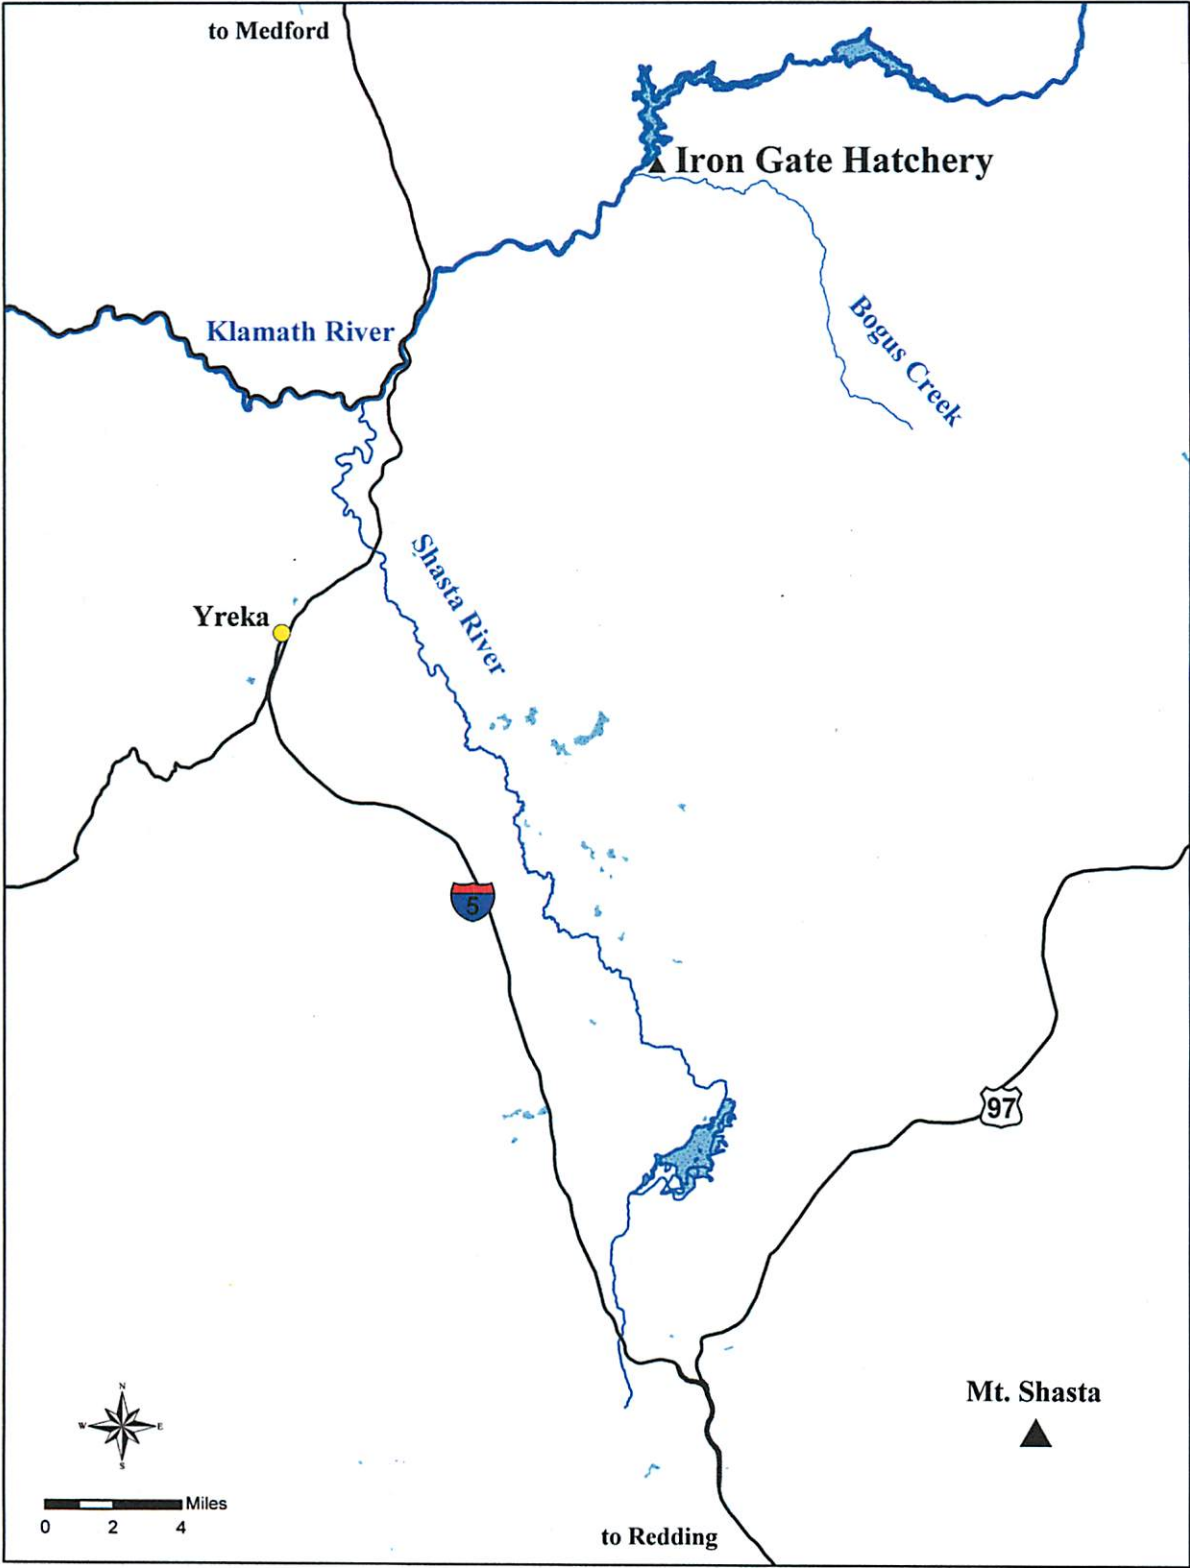 to Medford
Iron Gate Hatchery
Klamath River
Bogus Creek
Shasta River
Yreka
5
97
Mt. Shasta
N
W E
S
Miles
0 2 4
to Redding